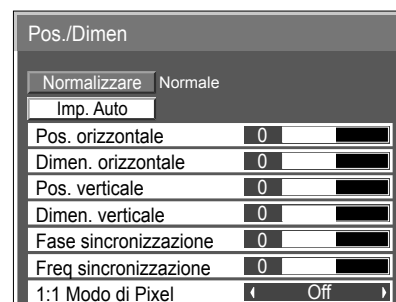 Pos./Dimen
Normalizzare Normale
Imp. Auto
Pos. orizzontale 0
Dimen. orizzontale 0
Pos. verticale 0
Dimen. verticale 0
Fase sincronizzazione 0
Freq sincronizzazione 0
1:1 Modo di Pixel Off